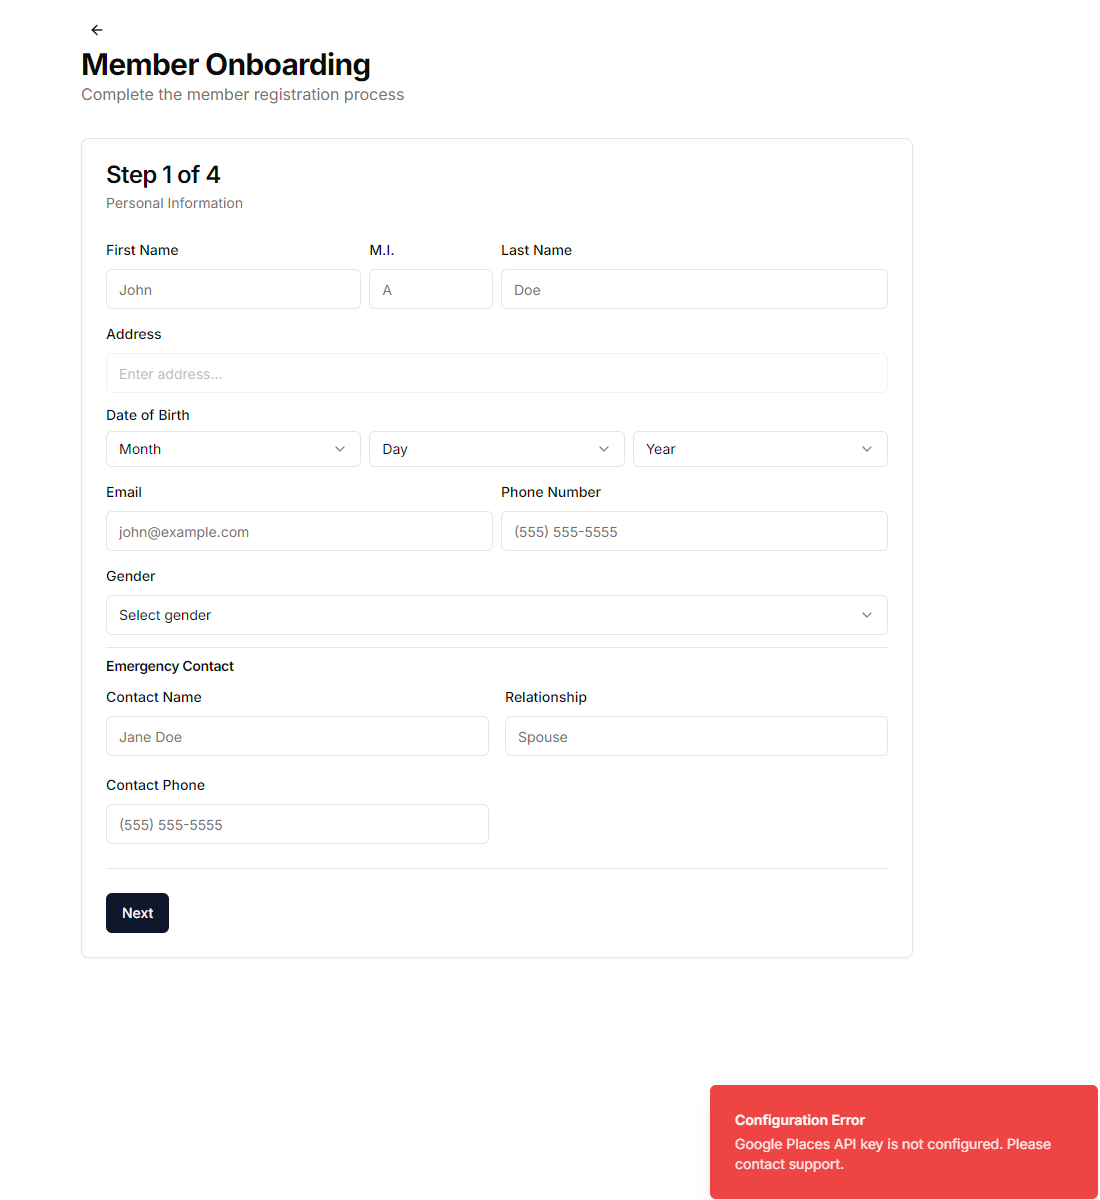 Member Onboarding
Complete the member registration process
Step 1 of 4
Personal Information
First Name M.I. Last Name
John A Doe
Address
Enter address...
Date of Birth
Month Day Year
Email Phone Number
john@example.com (555) 555-5555
Gender
Select gender
Emergency Contact
Contact Name Relationship
Jane Doe Spouse
Contact Phone
(555) 555-5555
Next
Configuration Error
Google Places API key is not configured. Please
contact support.